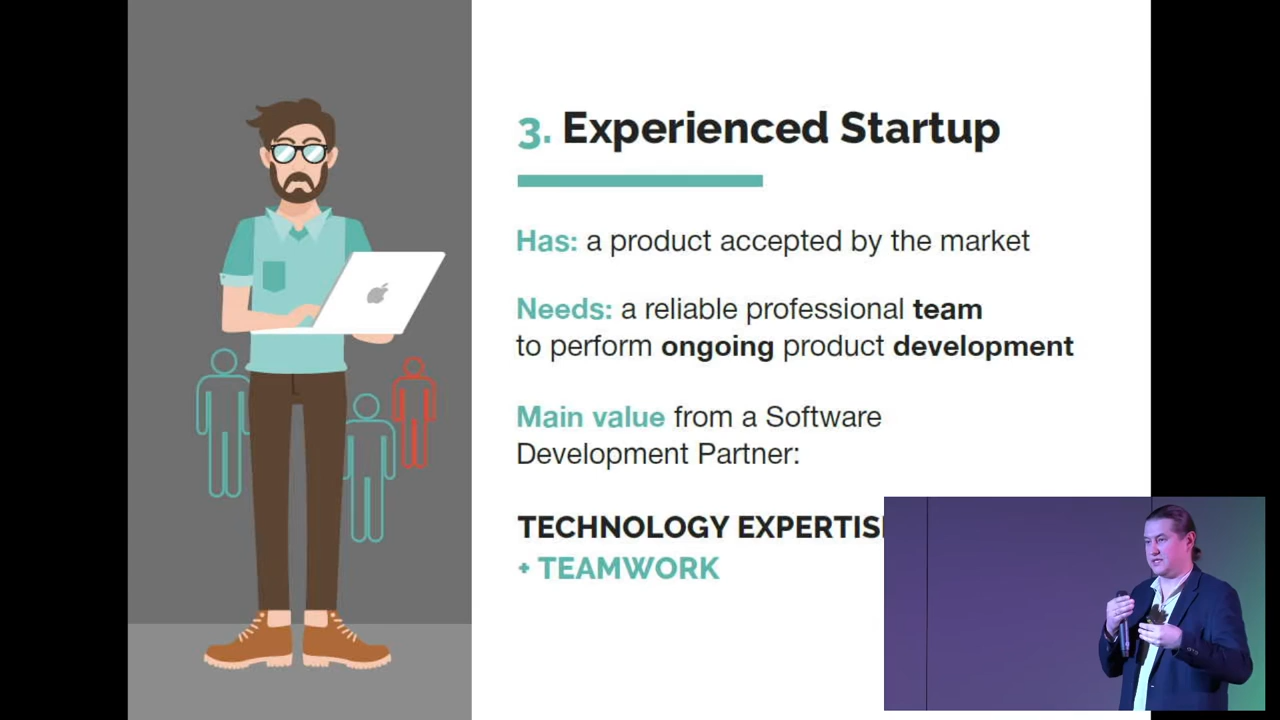 3. Experienced Startup
Has: a product accepted by the market
Needs: a reliable professional team
to perform ongoing product development
Main value from a Software
Development Partner:
TECHNOLOGY
+ TEAMWORK